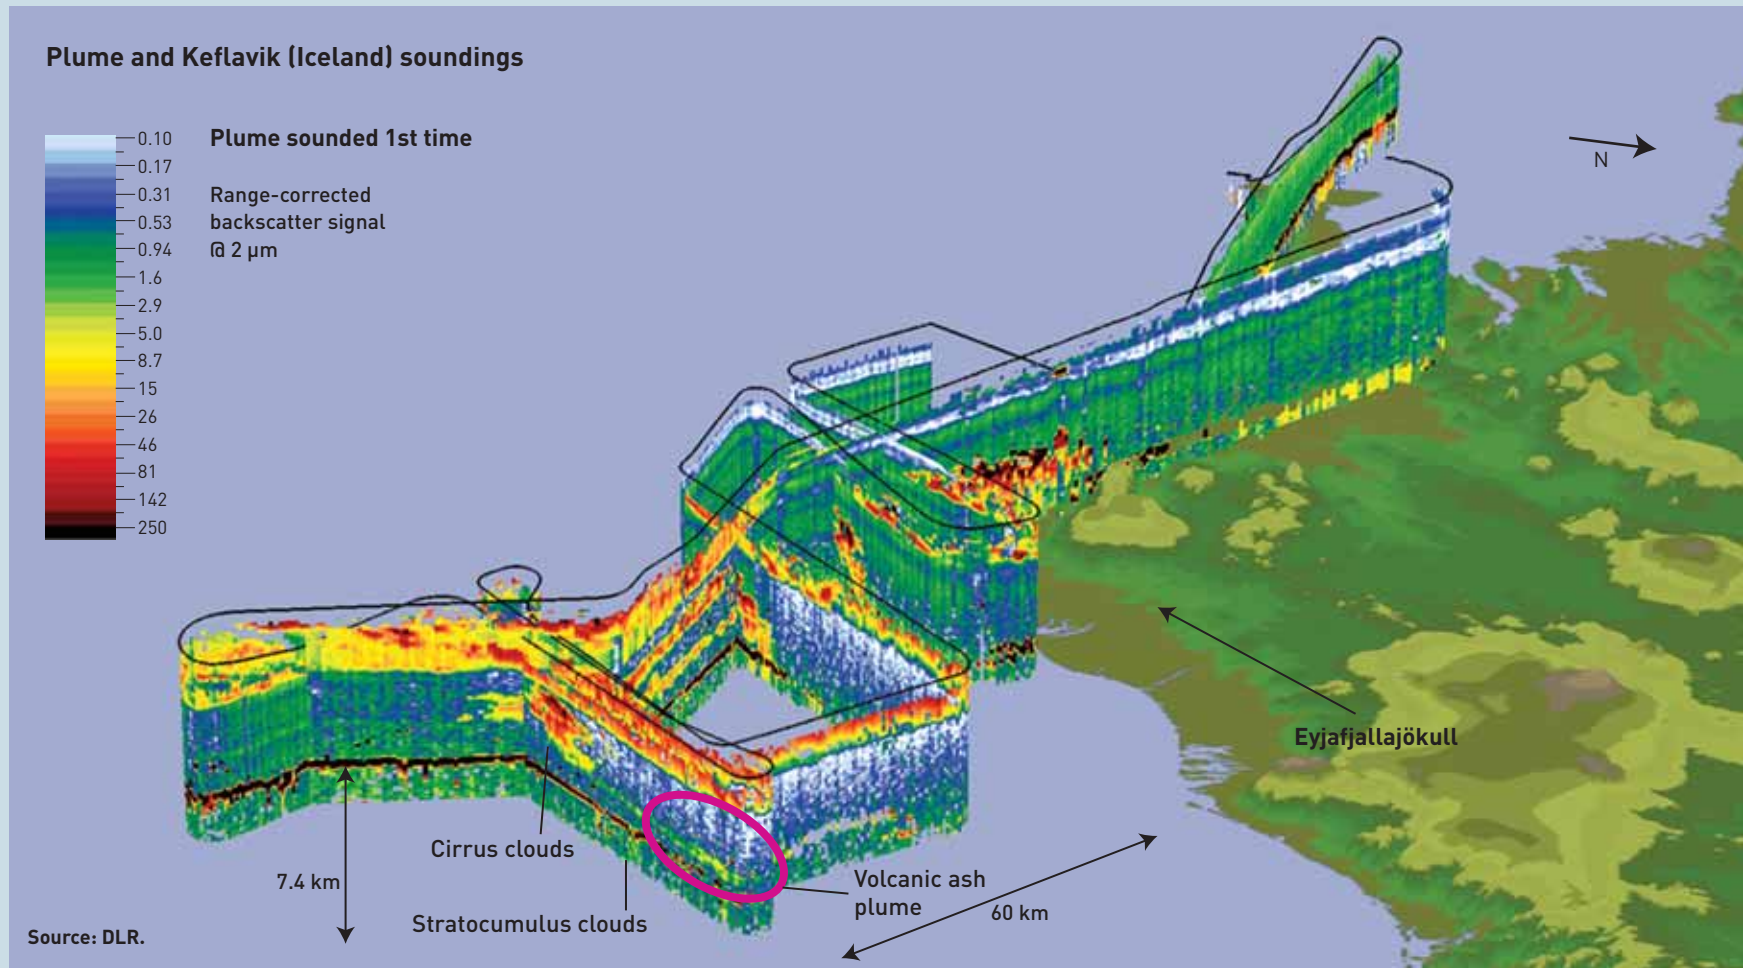 Plume and Keflavik (Iceland) soundings
Plume sounded 1st time
Range-corrected
backscatter signal
@ 2 µm
0.10
0.17
0.31
0.53
0.94
1.6
2.9
5.0
8.7
15
26
46
81
142
250
N
Eyjafjallajökull
Cirrus clouds
7.4 km
Volcanic ash
plume
60 km
Stratocumulus clouds
Source: DLR.